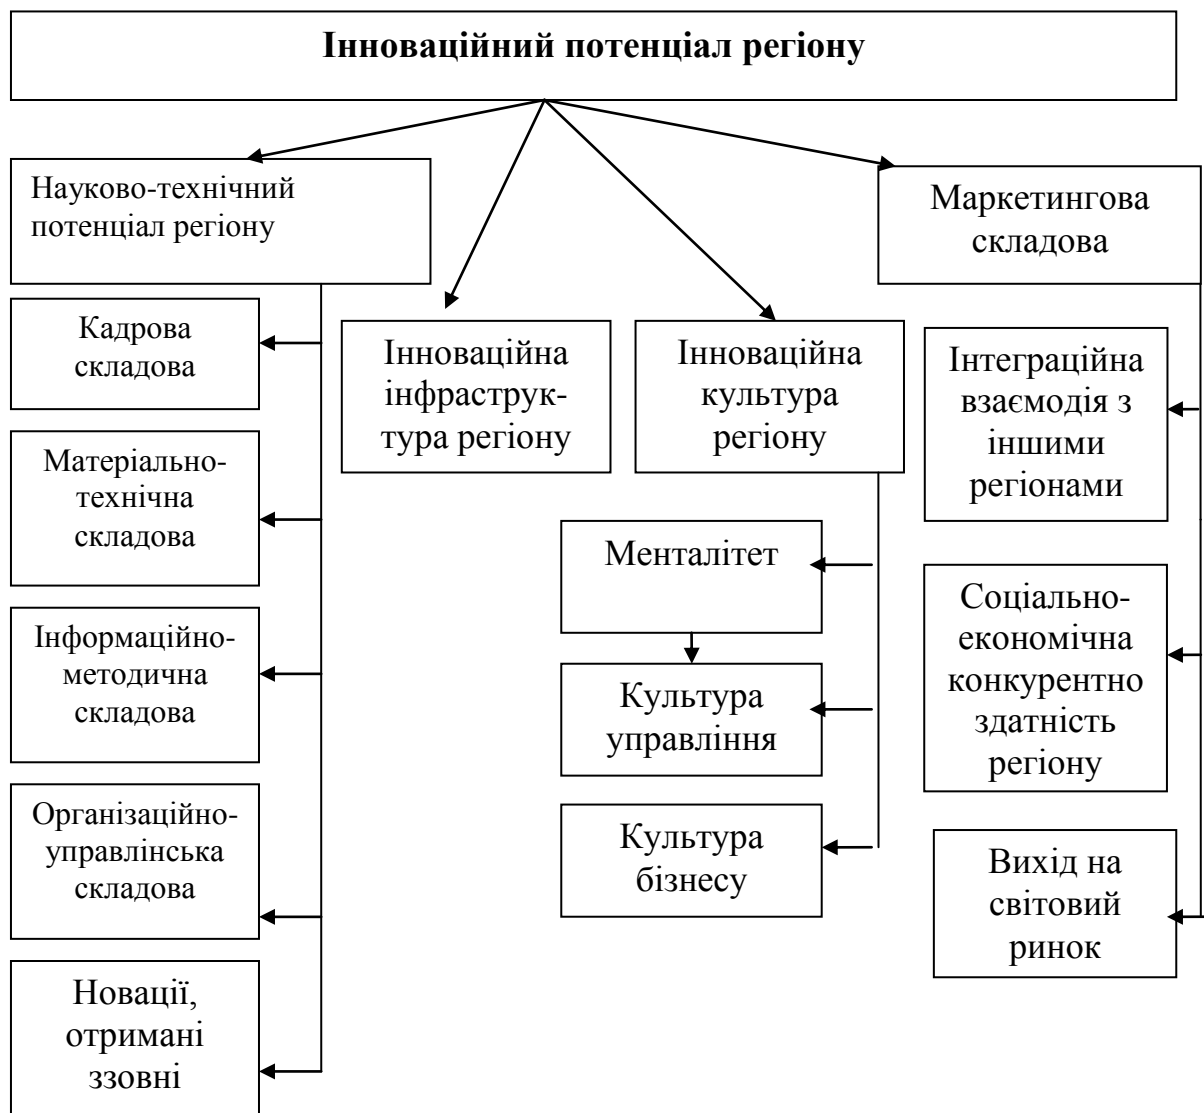 Інноваційний потенціал регіону
Науково-технічний
потенціал регіону
Кадрова
складова
Матеріально-
технічна
складова
Інформаційно-
методична
складова
Організаційно-
управлінська
складова
Новації,
отримані
ззовні
Інноваційна
інфраструк-
тура регіону
Інноваційна
культура
регіону
Менталітет
Культура
управління
Культура
бізнесу
Маркетингова
складова
Інтеграційна
взаємодія з
іншими
регіонами
Соціально-
економічна
конкурентно
здатність
регіону
Вихід на
світовий
ринок